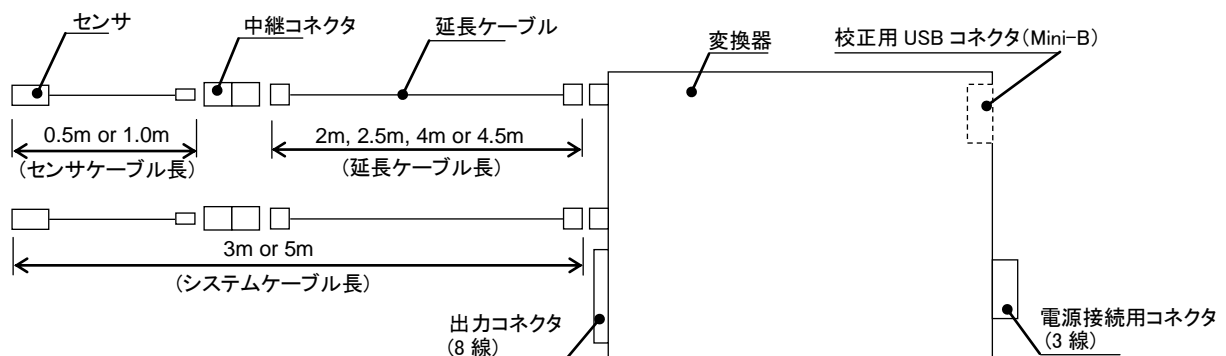 センサ
中継コネクタ
延長ケーブル
変換器
校正用 USB コネクタ(Mini-B)
0.5m or 1.0m
(センサケーブル長)
2m, 2.5m, 4m or 4.5m
(延長ケーブル長)
3m or 5m
(システムケーブル長)
出力コネクタ
(8 線)
電源接続用コネクタ
(3 線)